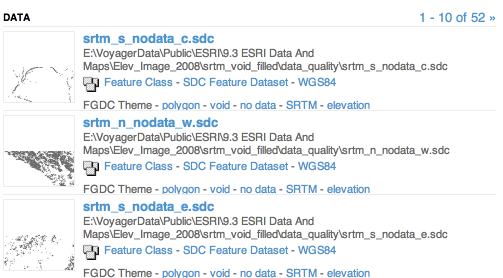 DATA
1 - 10 of 52 »
srtm_s_nodata_c.sdc
E:\VoyagerData\Public\ESRI\9.3 ESRI Data And
Maps\Elev_Image_2008\srtm_void_filled\data_quality\srtm_s_nodata_c.sdc
Feature Class - SDC Feature Dataset - WGS84
FGDC Theme - polygon - void - no data - SRTM - elevation
srtm_n_nodata_w.sdc
E:\VoyagerData\Public\ESRI\9.3 ESRI Data And
Maps\Elev_Image_2008\srtm_void_filled\data_quality\srtm_n_nodata_w.sdc
Feature Class - SDC Feature Dataset - WGS84
FGDC Theme - polygon - void - no data - SRTM - elevation
srtm_s_nodata_e.sdc
E:\VoyagerData\Public\ESRI\9.3 ESRI Data And
Maps\Elev_Image_2008\srtm_void_filled\data_quality\srtm_s_nodata_e.sdc
Feature Class - SDC Feature Dataset - WGS84
FGDC Theme - polygon - void - no data - SRTM - elevation